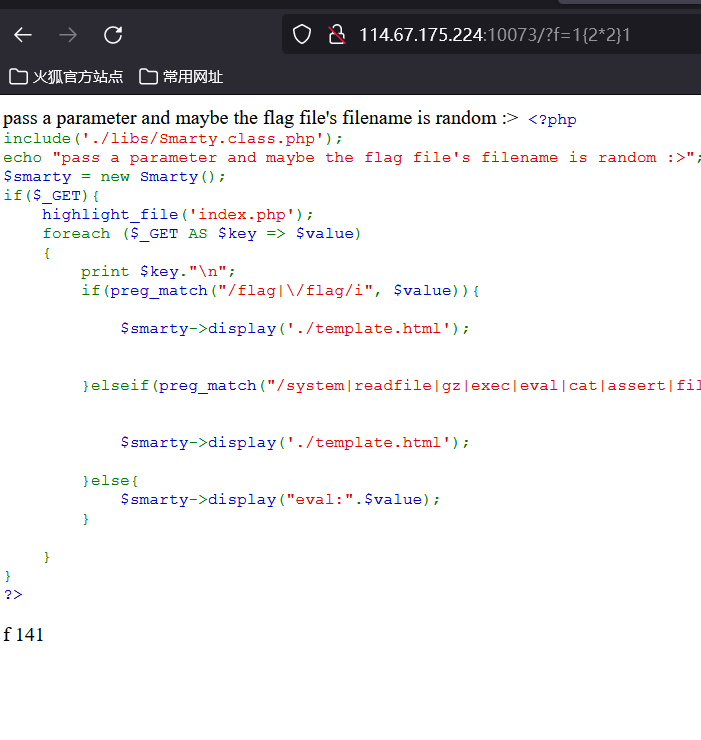 114.67.175.224:10073/?f=1{2*2}1
火狐官方站点 常用网址
pass a parameter and maybe the flag file's filename is random :> <?php
include('./libs/Smarty.class.php');
echo "pass a parameter and maybe the flag file's filename is random :>";
$smarty = new Smarty();
if($_GET){
    highlight_file('index.php');
    foreach ($_GET AS $key => $value)
    {
        print $key."\n";
        if(preg_match("/flag|\/flag/i", $value)){
            $smarty->display('./template.html');
        }elseif(preg_match("/system|readfile|gz|exec|eval|cat|assert|fil
            $smarty->display('./template.html');
        }else{
            $smarty->display("eval:".$value);
        }
    }
}
?>
f 141